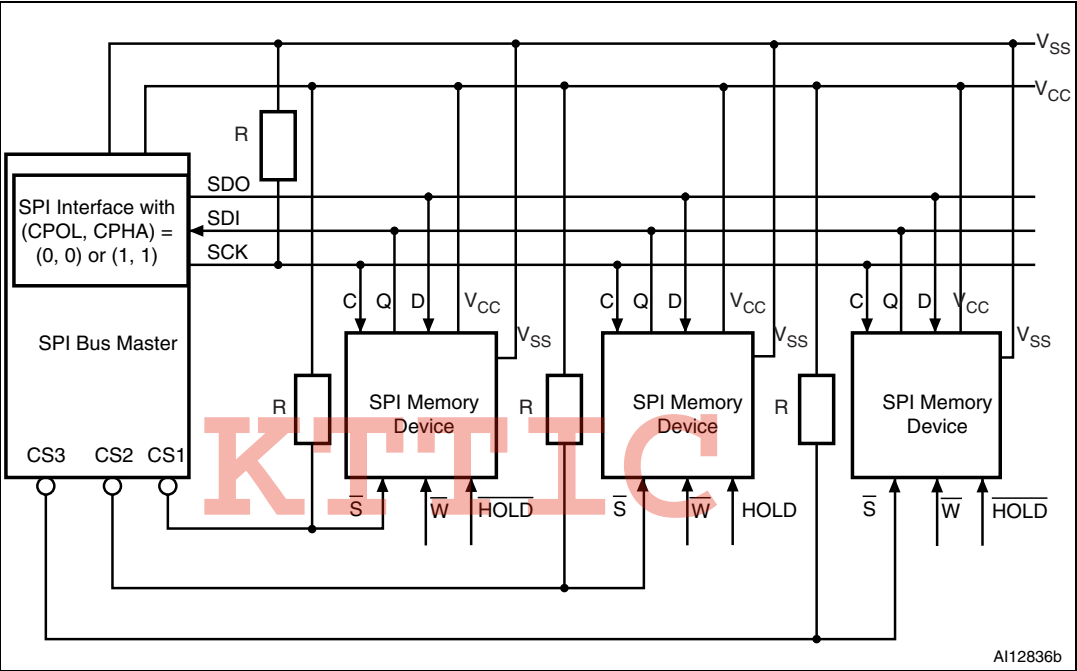 VSS
VCC
R
SDO
SPI Interface with
(CPOL, CPHA) =
(0, 0) or (1, 1)
SDI
SCK
C Q D VCC
C Q D VCC
C Q D VCC
VSS
VSS
VSS
SPI Bus Master
R
SPI Memory
Device
R
SPI Memory
Device
R
SPI Memory
Device
KTTIC
CS3 CS2 CS1
S̅ W̅ H̅O̅L̅D̅
S̅ W̅ HOLD
S̅ W̅ H̅O̅L̅D̅
AI12836b